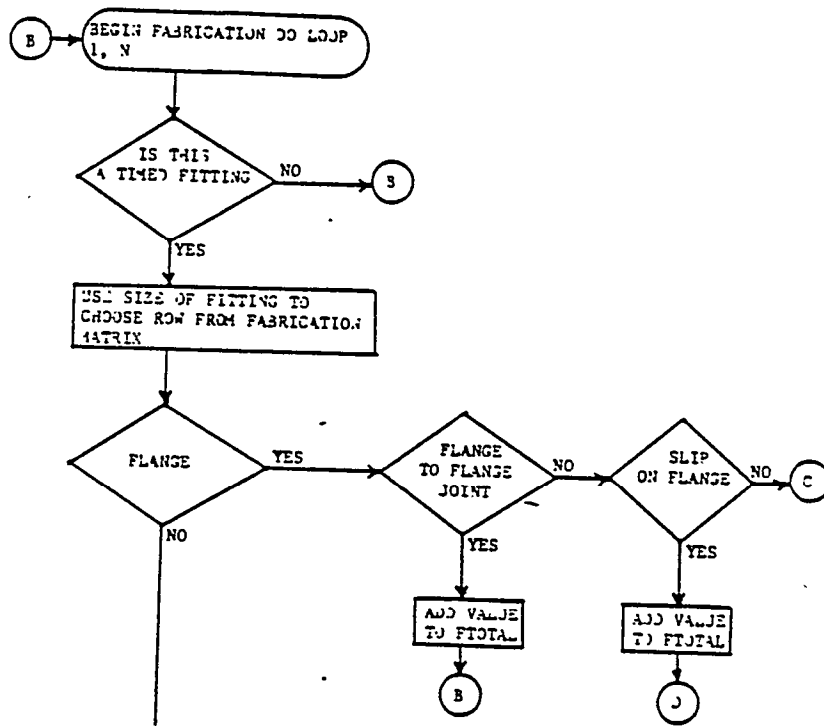 B
BEGIN FABRICATION DO LOOP
1, N
IS THIS
A TIMED FITTING
NO
B
YES
USE SIZE OF FITTING TO
CHOOSE ROW FROM FABRICATION
MATRIX
FLANGE
YES
FLANGE
TO FLANGE
JOINT
NO
SLIP
ON FLANGE
NO
C
NO
YES
YES
ADD VALUE
TO FTOTAL
ADD VALUE
TO FTOTAL
B
D